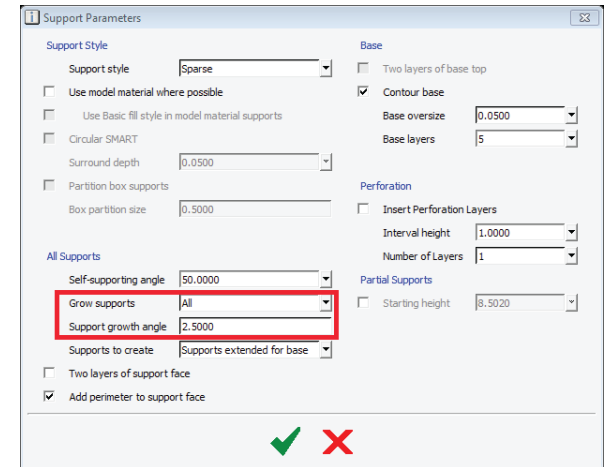 Support Parameters
Support Style
Support style Sparse
Use model material where possible
Use Basic fill style in model material supports
Circular SMART
Surround depth 0.0500
Partition box supports
Box partition size 0.5000
All Supports
Self-supporting angle 50.0000
Grow supports All
Support growth angle 2.5000
Supports to create Supports extended for base
Two layers of support face
Add perimeter to support face
Base
Two layers of base top
Contour base
Base oversize 0.0500
Base layers 5
Perforation
Insert Perforation Layers
Interval height 1.0000
Number of Layers 1
Partial Supports
Starting height 8.5020